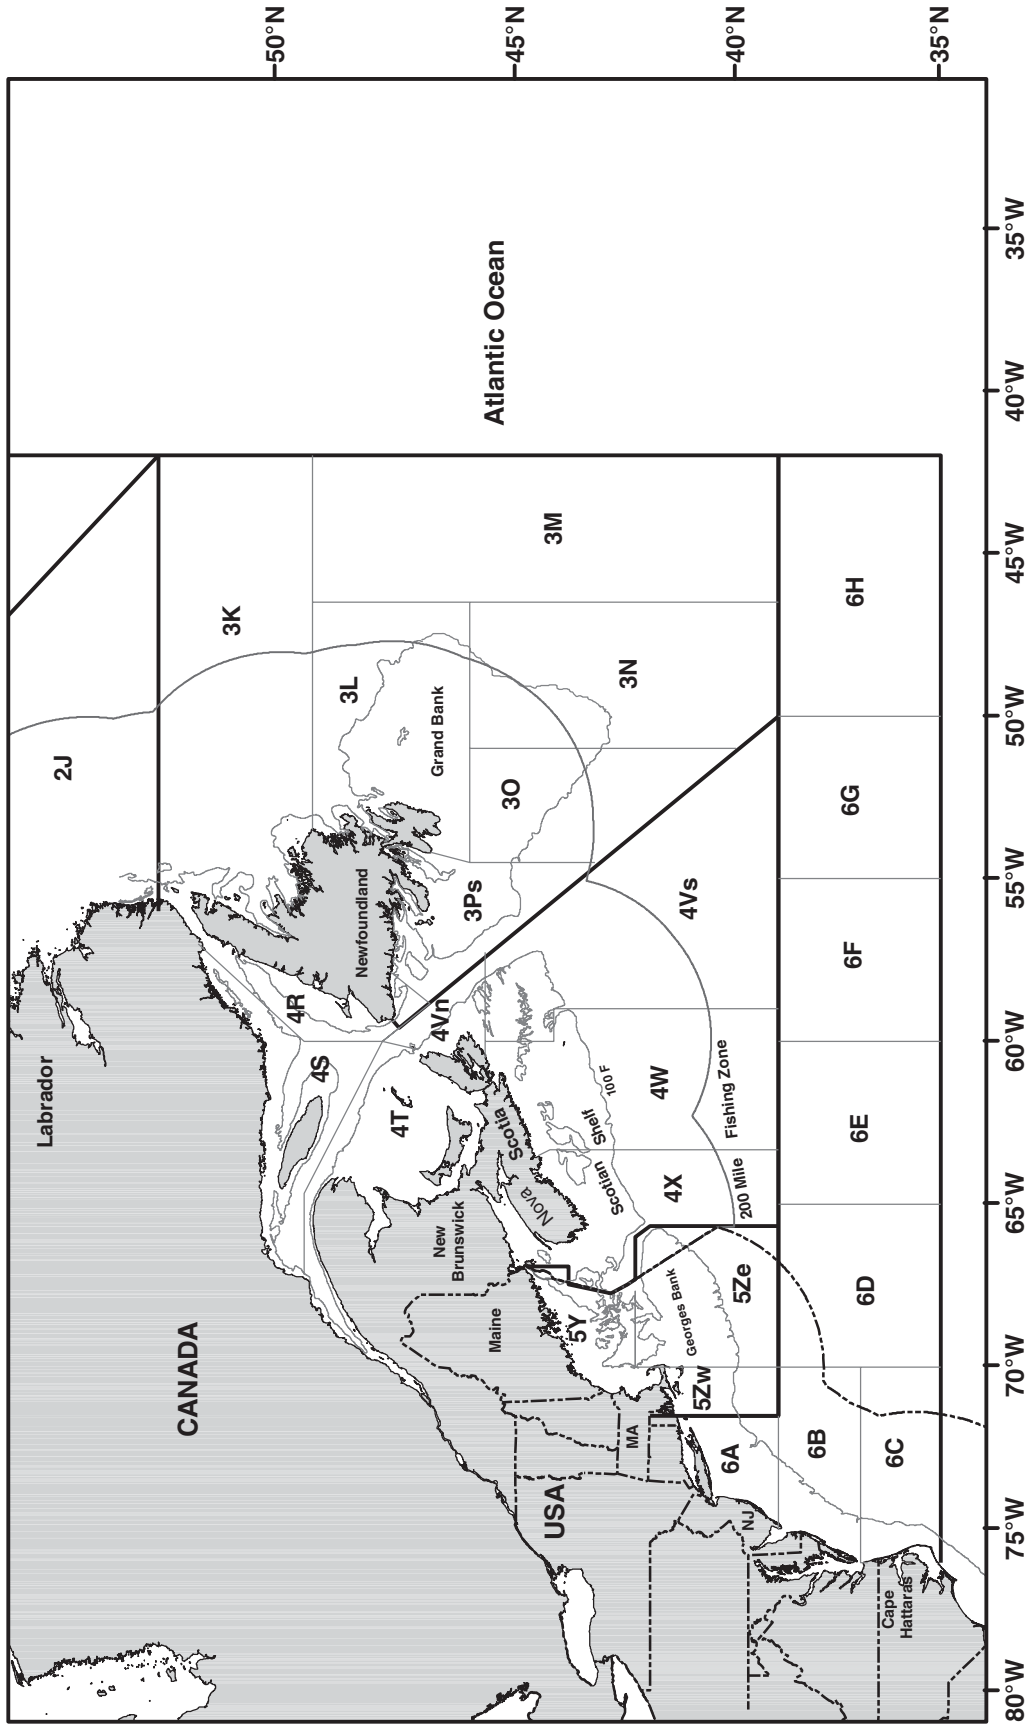 50°N
45°N
40°N
35°N
35°W
40°W
45°W
50°W
55°W
60°W
65°W
70°W
75°W
80°W
Atlantic Ocean
CANADA
USA
Labrador
Newfoundland
New
Brunswick
Nova
Scotia
Maine
MA
NJ
Cape
Hattaras
Grand Bank
Georges Bank
Scotian
Shelf
100 F
200 Mile
Fishing Zone
2J
3K
3L
3M
3N
3O
3Ps
4R
4S
4T
4Vn
4Vs
4W
4X
5Y
5Ze
5Zw
6A
6B
6C
6D
6E
6F
6G
6H